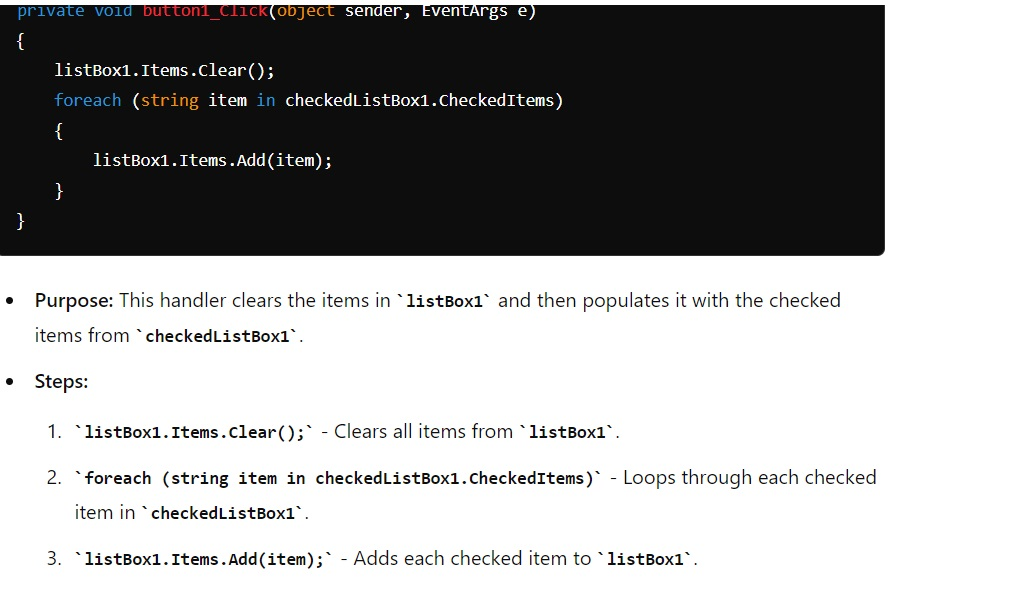 private void button1_Click(object sender, EventArgs e)
{
listBox1.Items.Clear();
foreach (string item in checkedListBox1.CheckedItems)
{
listBox1.Items.Add(item);
}
}
• Purpose: This handler clears the items in `listBox1` and then populates it with the checked
items from `checkedListBox1`.
• Steps:
1. `listBox1.Items.Clear();` - Clears all items from `listBox1`.
2. `foreach (string item in checkedListBox1.CheckedItems)` - Loops through each checked
item in `checkedListBox1`.
3. `listBox1.Items.Add(item);` - Adds each checked item to `listBox1`.